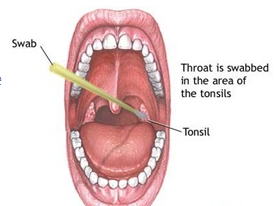 Swab
Throat is swabbed
in the area of
the tonsils
Tonsil